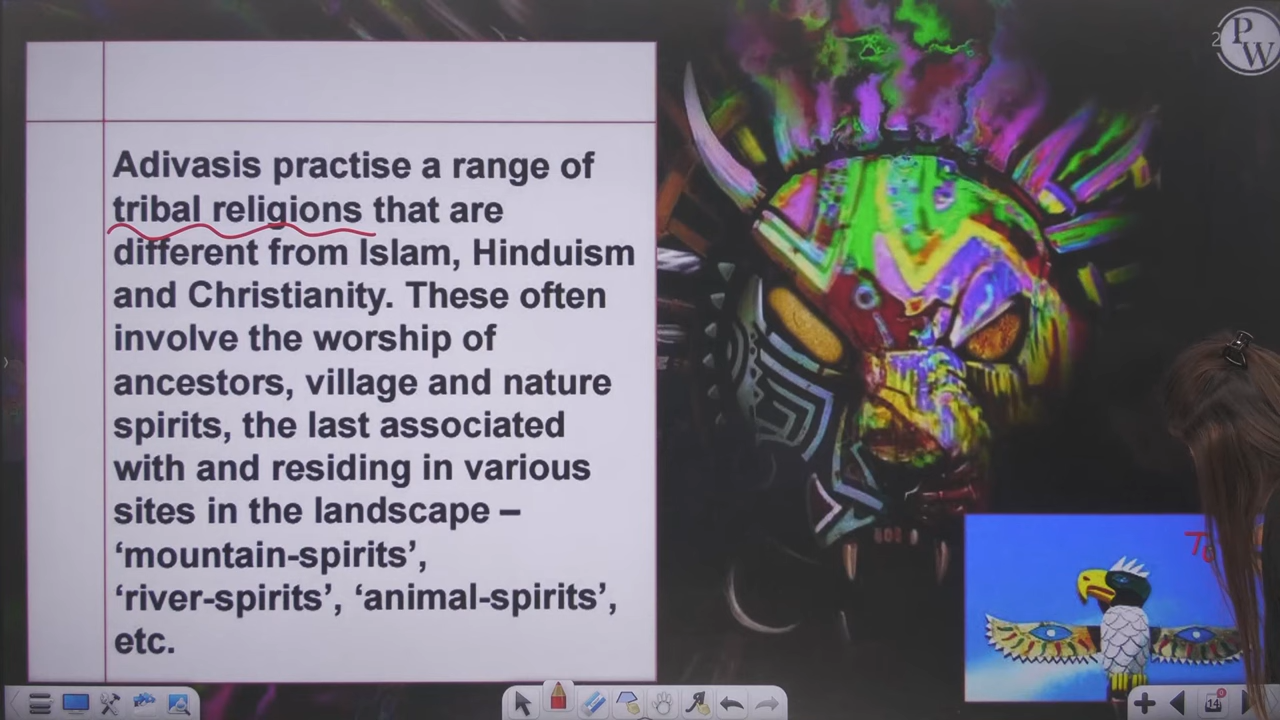 Adivasis practise a range of
tribal religions that are
different from Islam, Hinduism
and Christianity. These often
involve the worship of
ancestors, village and nature
spirits, the last associated
with and residing in various
sites in the landscape –
‘mountain-spirits’,
‘river-spirits’, ‘animal-spirits’,
etc.
PW
14